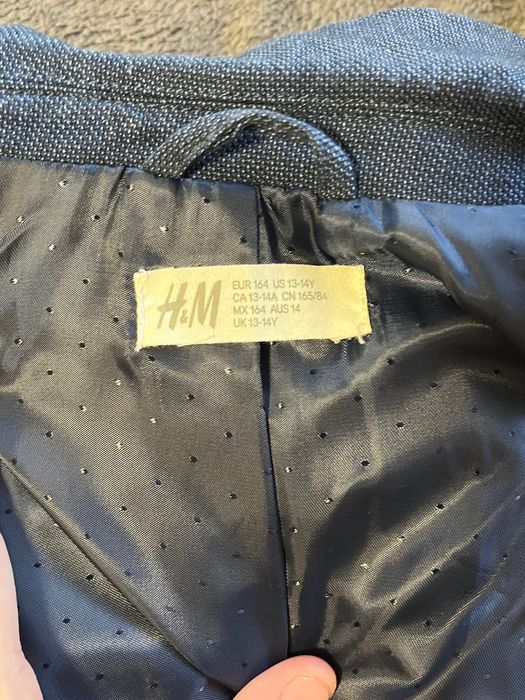 H&M
EUR 164 US 13-14Y
CA 13-14A CN 165/84
MX 164 AUS 14
UK 13-14Y